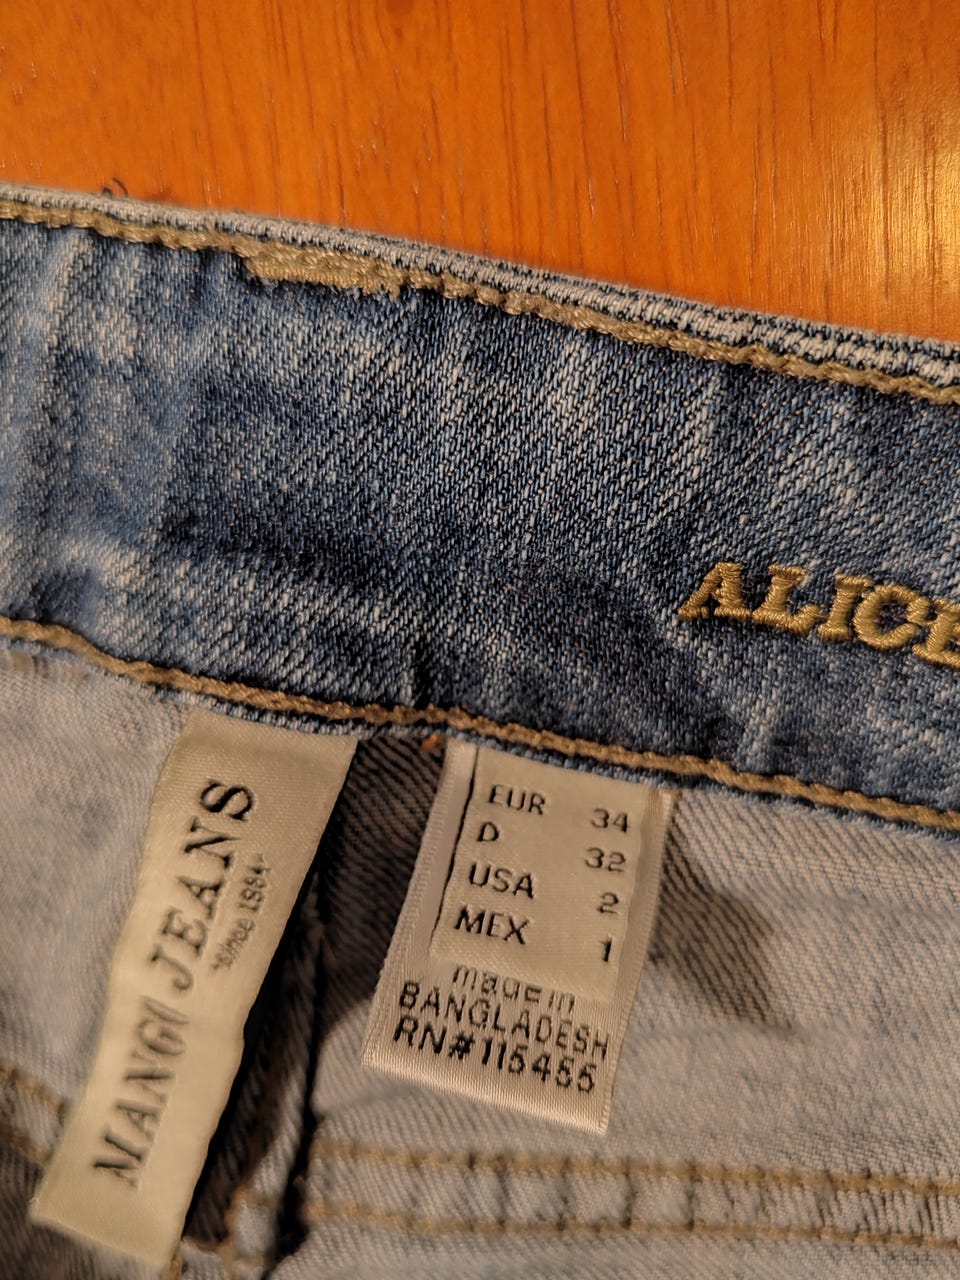 ALICE
MANGO JEANS
*since 1984*
EUR 34
D 32
USA 2
MEX 1
made in
BANGLADESH
RN#115455